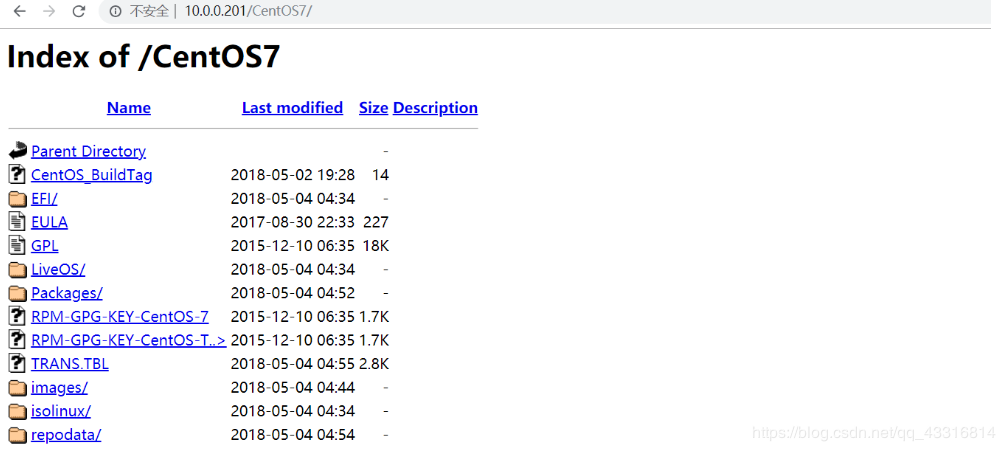 不安全 | 10.0.0.201/CentOS7/
Index of /CentOS7
Name Last modified Size Description
Parent Directory -
CentOS_BuildTag 2018-05-02 19:28 14
EFI/ 2018-05-04 04:34 -
EULA 2017-08-30 22:33 227
GPL 2015-12-10 06:35 18K
LiveOS/ 2018-05-04 04:34 -
Packages/ 2018-05-04 04:52 -
RPM-GPG-KEY-CentOS-7 2015-12-10 06:35 1.7K
RPM-GPG-KEY-CentOS-T..> 2015-12-10 06:35 1.7K
TRANS.TBL 2018-05-04 04:55 2.8K
images/ 2018-05-04 04:44 -
isolinux/ 2018-05-04 04:34 -
repodata/ 2018-05-04 04:54 -
https://blog.csdn.net/qq_43316814